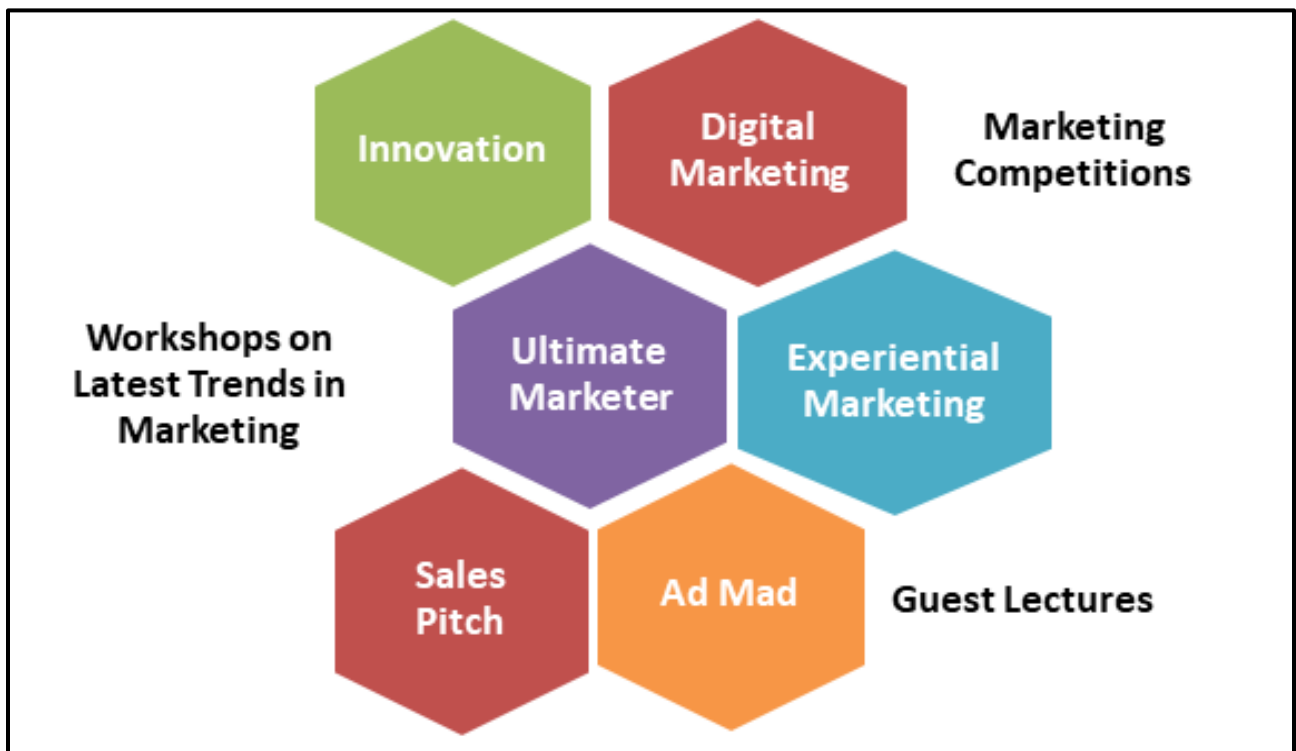 Innovation
Digital
Marketing
Marketing
Competitions
Workshops on
Latest Trends in
Marketing
Ultimate
Marketer
Experiential
Marketing
Sales
Pitch
Ad Mad
Guest Lectures